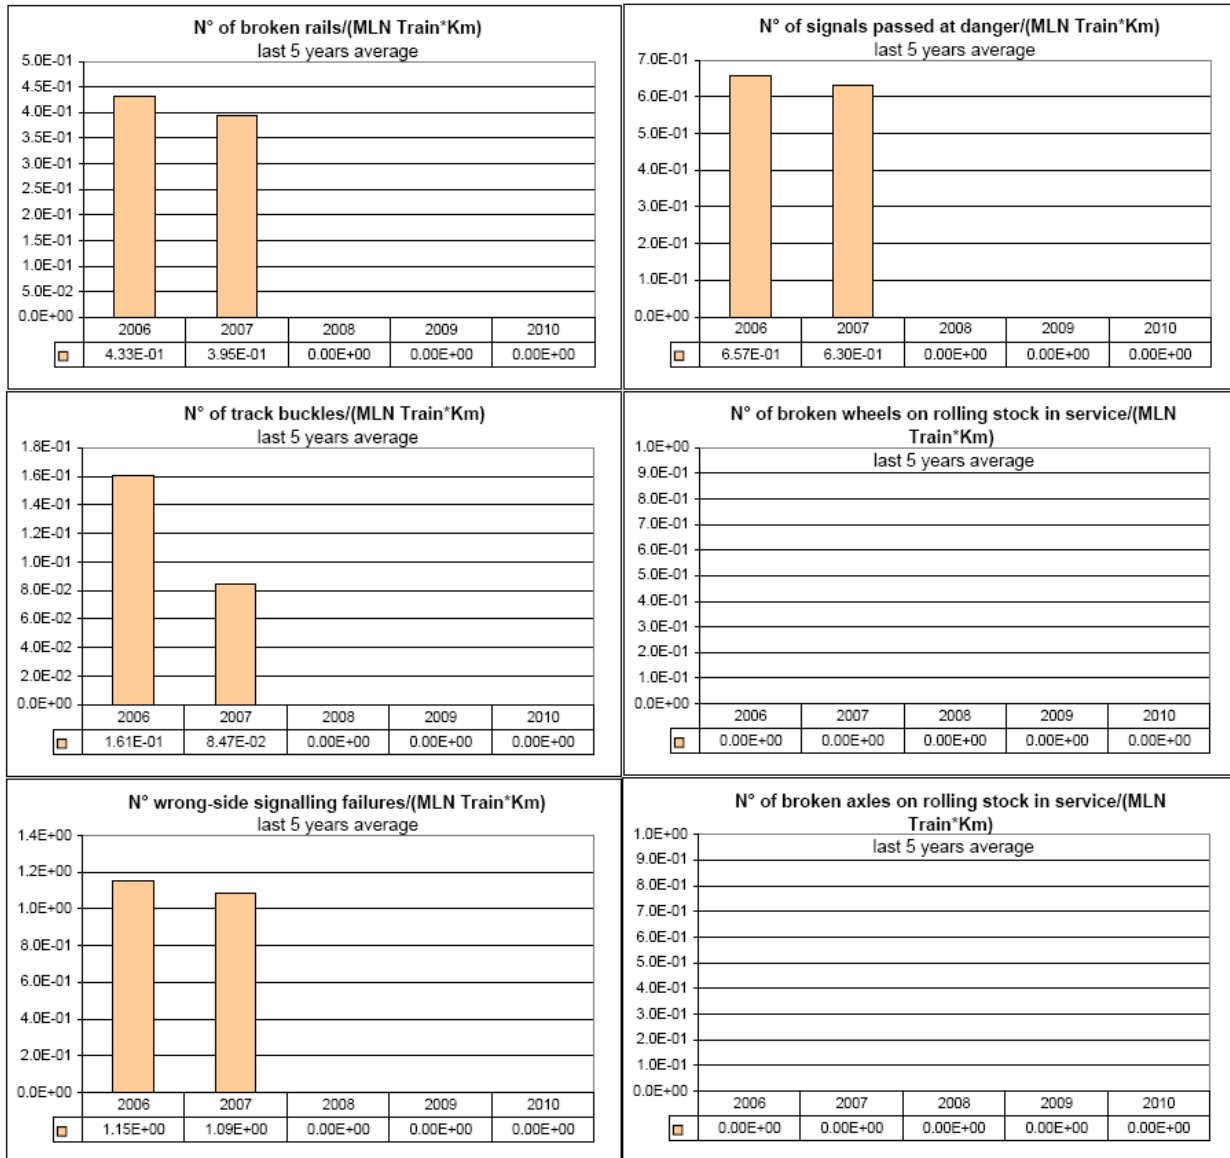 N° of broken rails/(MLN Train*Km)
last 5 years average
5.0E-01
4.5E-01
4.0E-01
3.5E-01
3.0E-01
2.5E-01
2.0E-01
1.5E-01
1.0E-01
5.0E-02
0.0E+00
2006 2007 2008 2009 2010
4.33E-01 3.95E-01 0.00E+00 0.00E+00 0.00E+00
N° of signals passed at danger/(MLN Train*Km)
last 5 years average
7.0E-01
6.0E-01
5.0E-01
4.0E-01
3.0E-01
2.0E-01
1.0E-01
0.0E+00
2006 2007 2008 2009 2010
6.57E-01 6.30E-01 0.00E+00 0.00E+00 0.00E+00
N° of track buckles/(MLN Train*Km)
last 5 years average
1.8E-01
1.6E-01
1.4E-01
1.2E-01
1.0E-01
8.0E-02
6.0E-02
4.0E-02
2.0E-02
0.0E+00
2006 2007 2008 2009 2010
1.61E-01 8.47E-02 0.00E+00 0.00E+00 0.00E+00
N° of broken wheels on rolling stock in service/(MLN
Train*Km)
last 5 years average
1.0E+00
9.0E-01
8.0E-01
7.0E-01
6.0E-01
5.0E-01
4.0E-01
3.0E-01
2.0E-01
1.0E-01
0.0E+00
2006 2007 2008 2009 2010
0.00E+00 0.00E+00 0.00E+00 0.00E+00 0.00E+00
N° wrong-side signalling failures/(MLN Train*Km)
last 5 years average
1.4E+00
1.2E+00
1.0E+00
8.0E-01
6.0E-01
4.0E-01
2.0E-01
0.0E+00
2006 2007 2008 2009 2010
1.15E+00 1.09E+00 0.00E+00 0.00E+00 0.00E+00
N° of broken axles on rolling stock in service/(MLN
Train*Km)
last 5 years average
1.0E+00
9.0E-01
8.0E-01
7.0E-01
6.0E-01
5.0E-01
4.0E-01
3.0E-01
2.0E-01
1.0E-01
0.0E+00
2006 2007 2008 2009 2010
0.00E+00 0.00E+00 0.00E+00 0.00E+00 0.00E+00